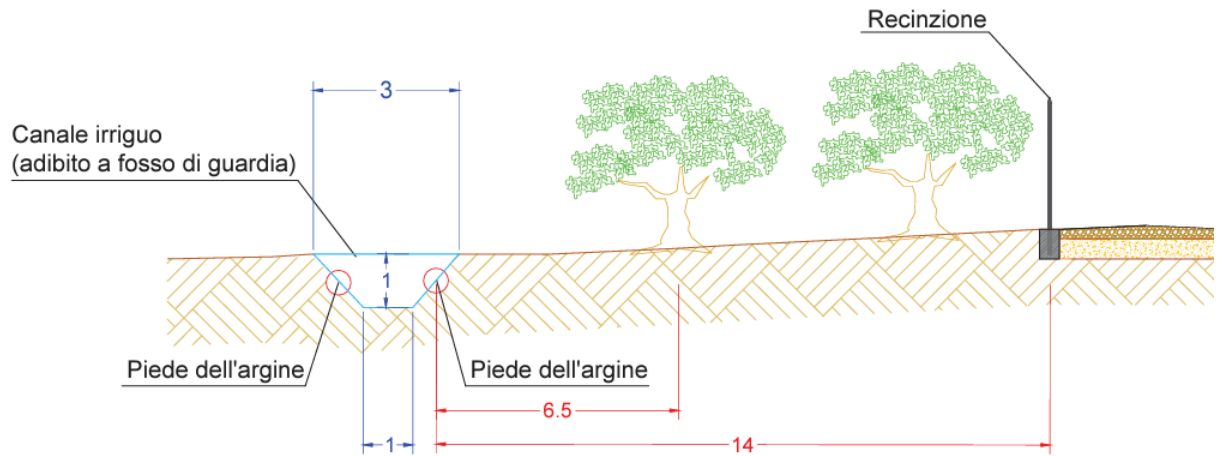 Recinzione
3
Canale irriguo
(adibito a fosso di guardia)
1
Piede dell'argine
Piede dell'argine
6.5
1
14